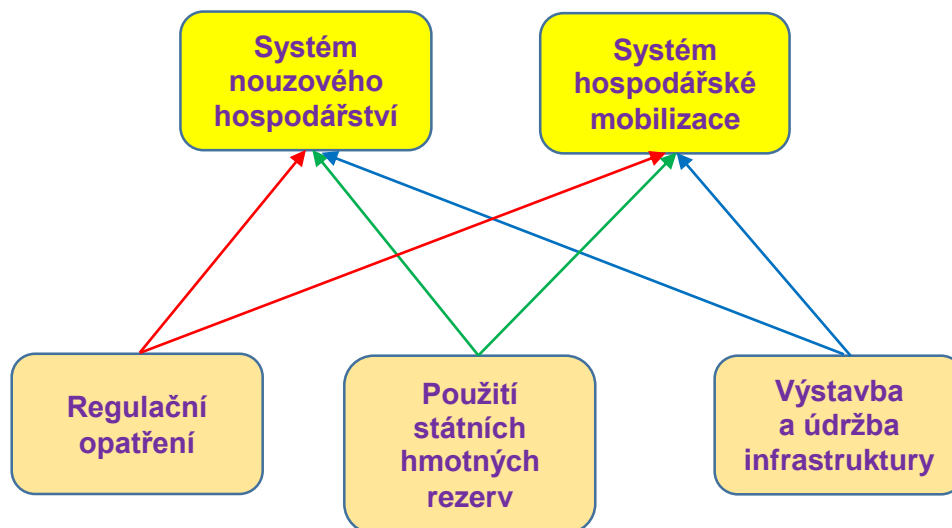 Systém
nouzového
hospodářství
Systém
hospodářské
mobilizace
Regulační
opatření
Použití
státních
hmotných
rezerv
Výstavba
a údržba
infrastruktury